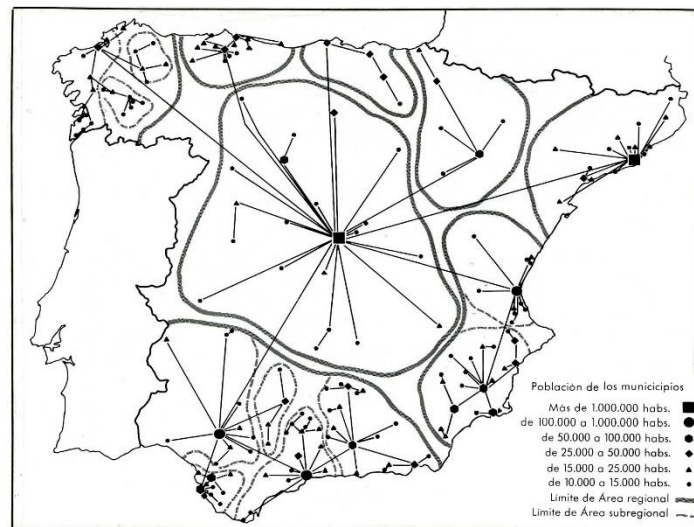 Población de los municicipios
Más de 1.000.000 habs.
de 100.000 a 1.000.000 habs.
de 50.000 a 100.000 habs.
de 25.000 a 50.000 habs.
de 15.000 a 25.000 habs.
de 10.000 a 15.000 habs.
Límite de Área regional
Límite de Área subregional